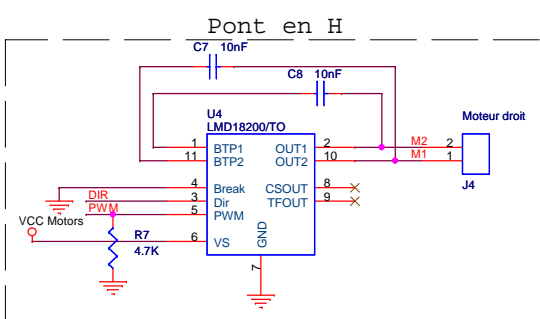 Pont en H
C7 10nF
C8 10nF
U4
LMD18200/TO
Moteur droit
1 BTP1 OUT1 2 M2 2
11 BTP2 OUT2 10 M1 1
J4
4 Break CSOUT 8
DIR 3 Dir TFOUT 9
PWM 5 PWM
VCC Motors
R7 6 VS GND
4.7K
7